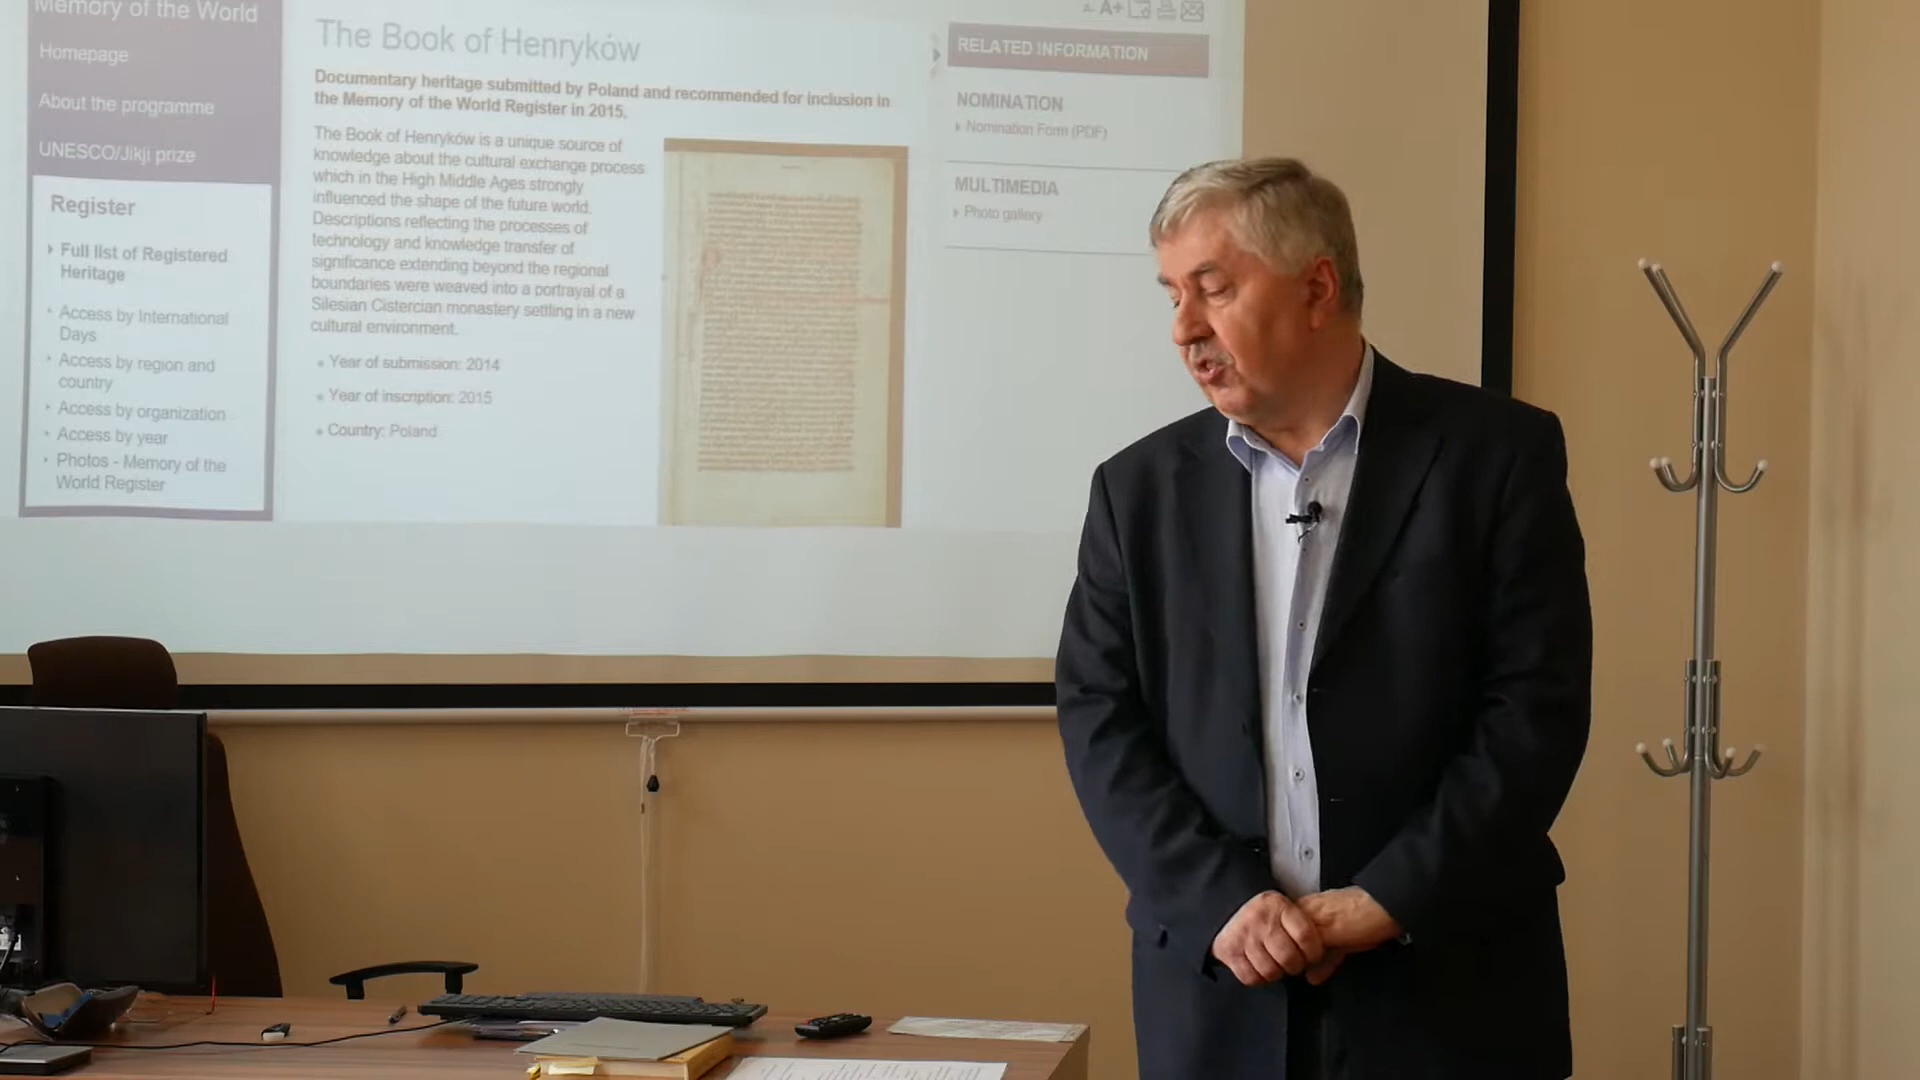 Memory of the World
Homepage
About the programme
UNESCO/Jikji prize
Register
Full list of Registered
Heritage
Access by International
Days
Access by region and
country
Access by organization
Access by year
Photos - Memory of the
World Register
The Book of Henryków
Documentary heritage submitted by Poland and recommended for inclusion in
the Memory of the World Register in 2015.
The Book of Henryków is a unique source of
knowledge about the cultural exchange process
which in the High Middle Ages strongly
influenced the shape of the future world.
Descriptions reflecting the processes of
technology and knowledge transfer of
significance extending beyond the regional
boundaries were weaved into a portrayal of a
Silesian Cistercian monastery settling in a new
cultural environment.
Year of submission: 2014
Year of inscription: 2015
Country: Poland
A- A+
RELATED INFORMATION
NOMINATION
Nomination Form (PDF)
MULTIMEDIA
Photo gallery